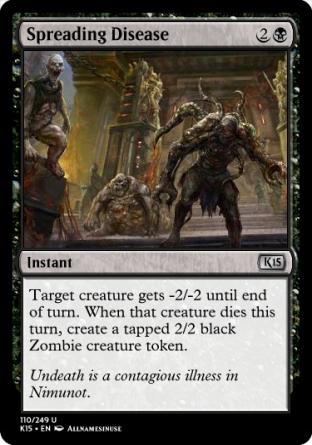 Spreading Disease 2
Instant K15
Target creature gets -2/-2 until end
of turn. When that creature dies this
turn, create a tapped 2/2 black
Zombie creature token.
Undeath is a contagious illness in
Nimunot.
110/249 U
K15 • EN ALLNAMESINUSE